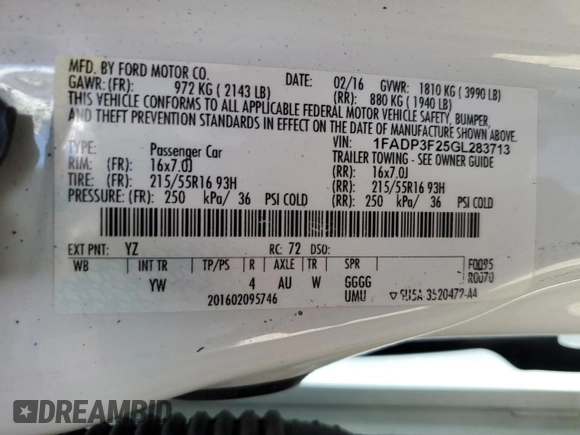 MFD. BY FORD MOTOR CO.
DATE: 02/16 GVWR: 1810 KG ( 3990 LB)
GAWR: (FR): 972 KG ( 2143 LB) (RR): 880 KG ( 1940 LB)
THIS VEHICLE CONFORMS TO ALL APPLICABLE FEDERAL MOTOR VEHICLE SAFETY, BUMPER,
AND THEFT PREVENTION STANDARDS IN EFFECT ON THE DATE OF MANUFACTURE SHOWN ABOVE.
VIN: 1FADP3F25GL283713
TYPE: Passenger Car TRAILER TOWING - SEE OWNER GUIDE
RIM: (FR): 16x7.0J (RR): 16x7.0J
TIRE: (FR): 215/55R16 93H (RR): 215/55R16 93H
PRESSURE: (FR): 250 kPa/ 36 PSI COLD (RR): 250 kPa/ 36 PSI COLD
EXT PNT: YZ RC: 72 DSO:
WB INT TR TP/PS R AXLE TR SPR F0095
YW 4 AU W GGGG R0070
201602095746 UMU
DREAMBID